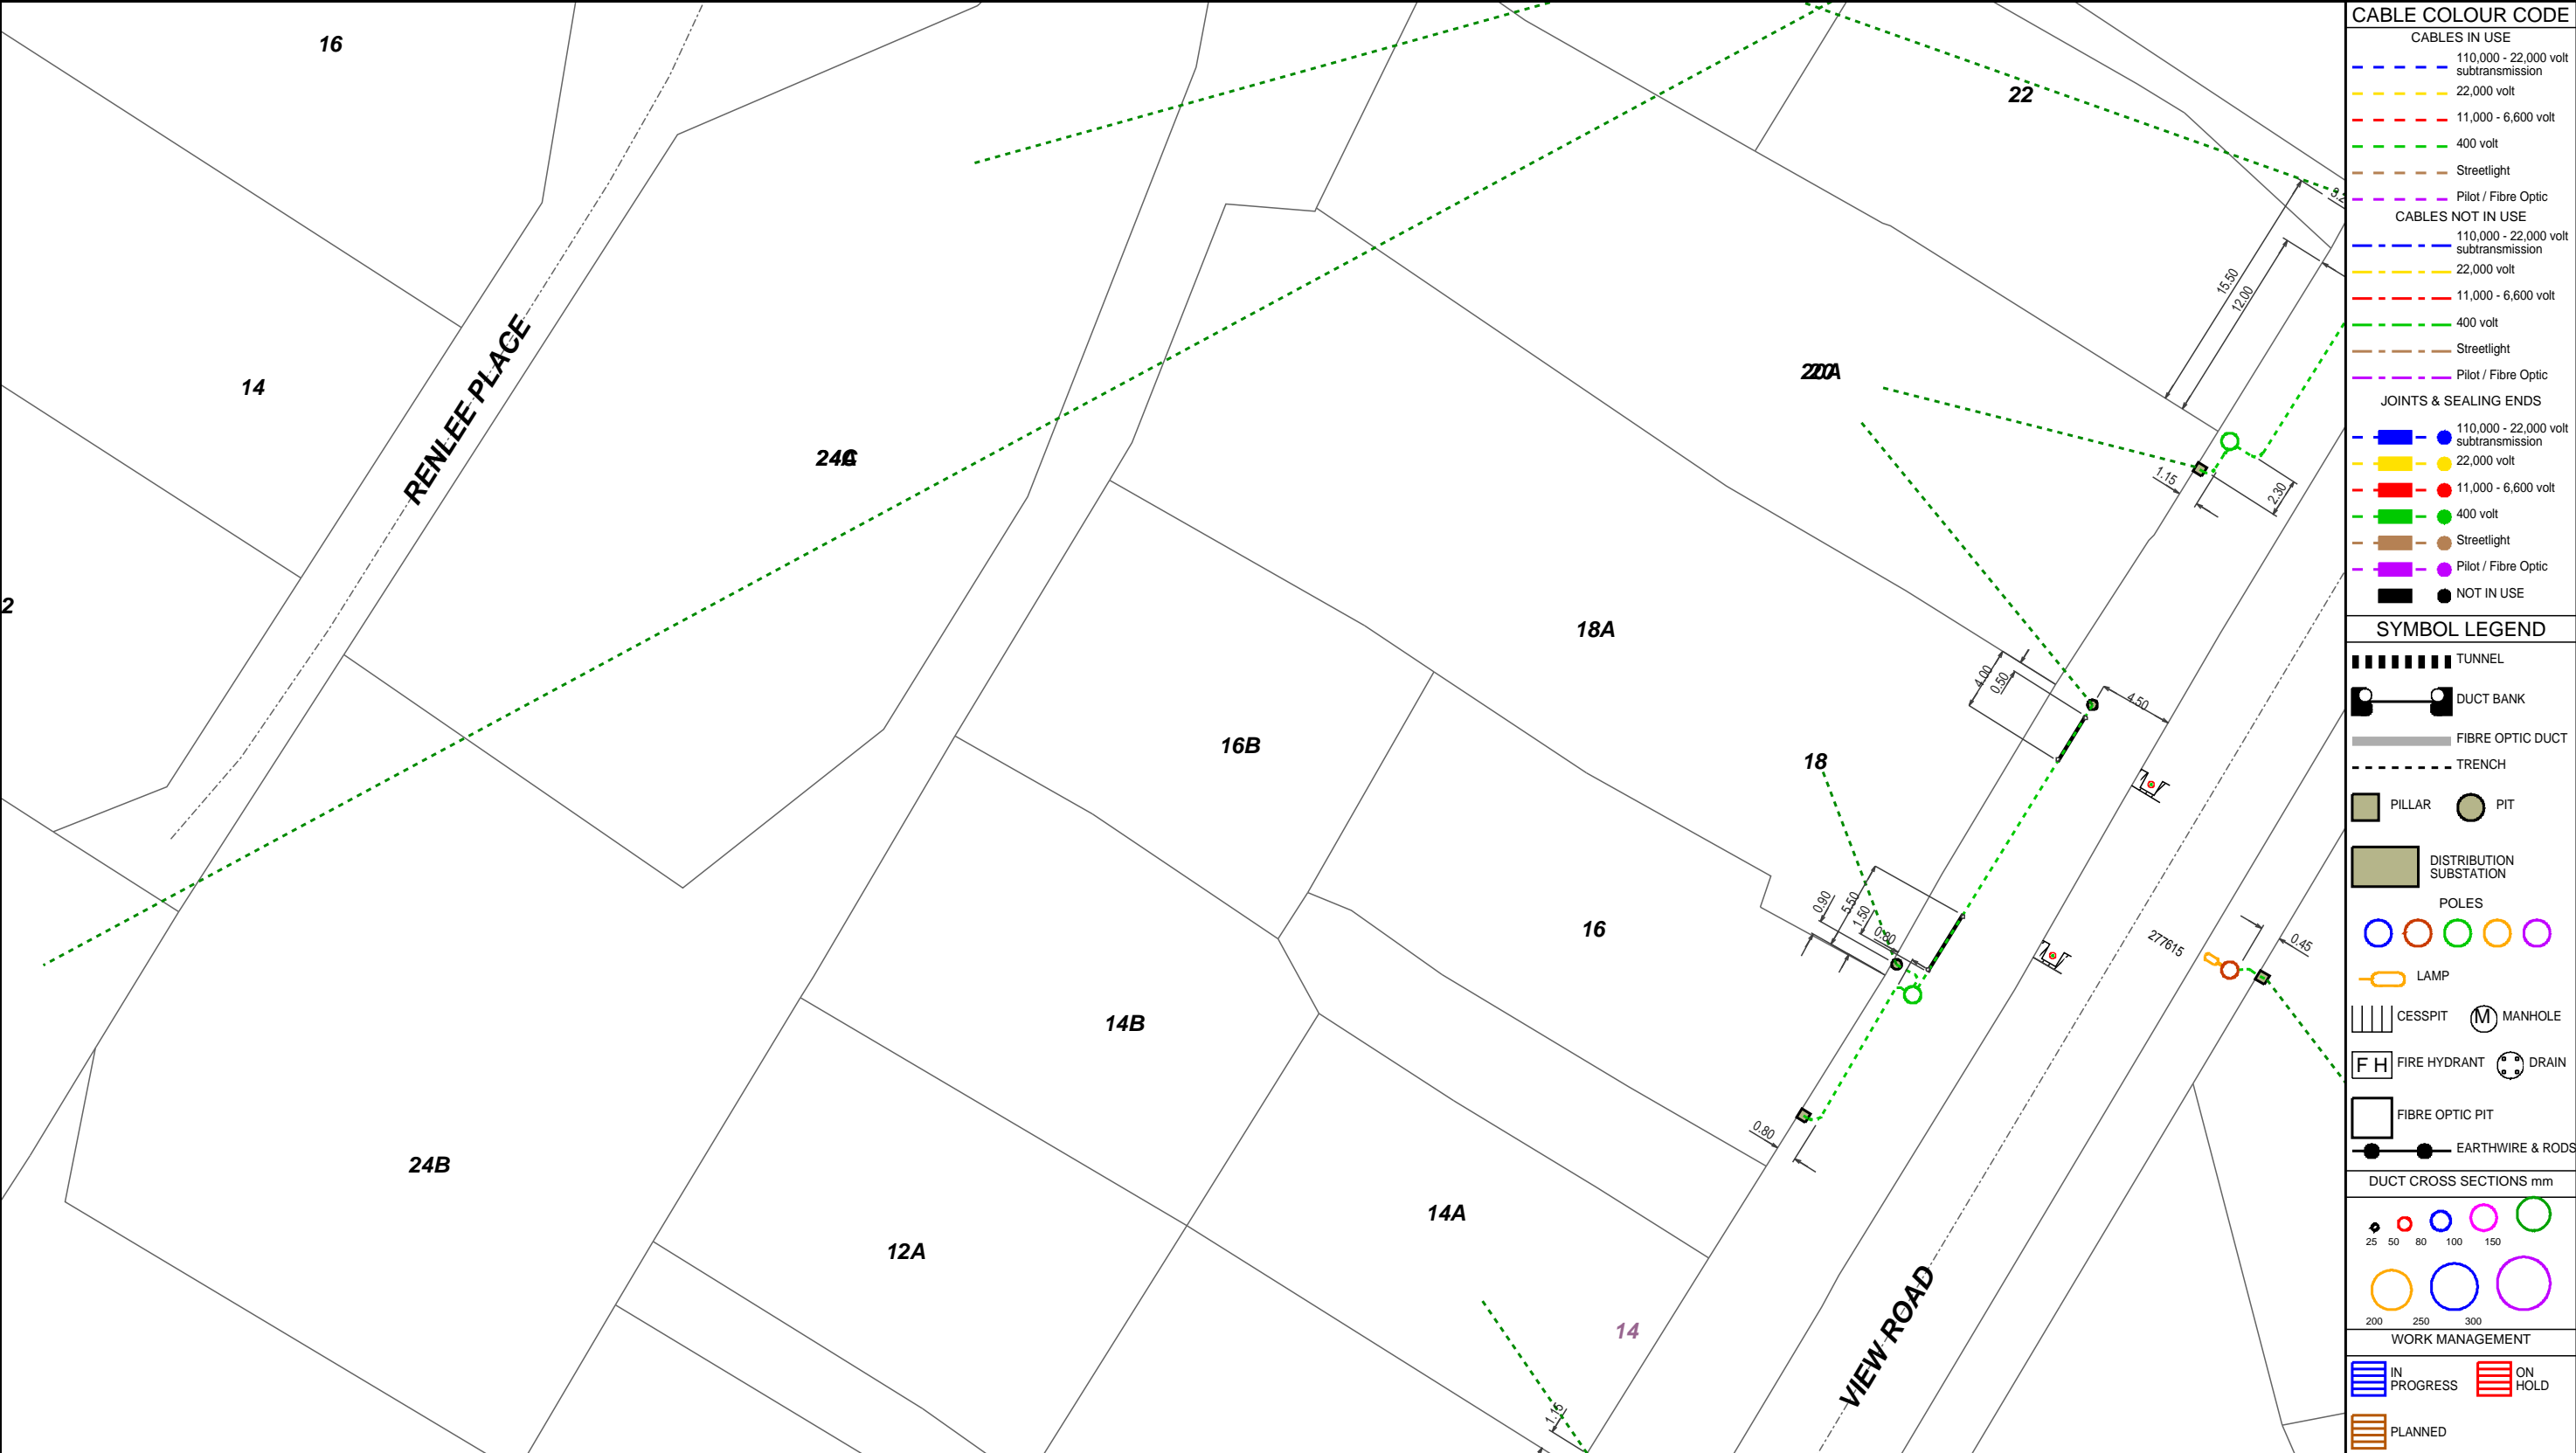 16
22
14
RENLEE PLACE
15.50
12.00
20A
24A
1.15
2.30
2
18A
4.00
0.50
4.50
16B
18
0.90
5.50
1.50
0.80
16
277615
0.45
14B
0.80
24B
14A
12A
14
VIEW ROAD
1.15
CABLE COLOUR CODE
CABLES IN USE
110,000 - 22,000 volt
subtransmission
22,000 volt
11,000 - 6,600 volt
400 volt
Streetlight
Pilot / Fibre Optic
CABLES NOT IN USE
110,000 - 22,000 volt
subtransmission
22,000 volt
11,000 - 6,600 volt
400 volt
Streetlight
Pilot / Fibre Optic
JOINTS & SEALING ENDS
110,000 - 22,000 volt
subtransmission
22,000 volt
11,000 - 6,600 volt
400 volt
Streetlight
Pilot / Fibre Optic
NOT IN USE
SYMBOL LEGEND
TUNNEL
DUCT BANK
FIBRE OPTIC DUCT
TRENCH
PILLAR PIT
DISTRIBUTION
SUBSTATION
POLES
LAMP
CESSPIT M MANHOLE
F H FIRE HYDRANT DRAIN
FIBRE OPTIC PIT
EARTHWIRE & RODS
DUCT CROSS SECTIONS mm
25 50 80 100 150
200 250 300
WORK MANAGEMENT
IN
PROGRESS
ON
HOLD
PLANNED